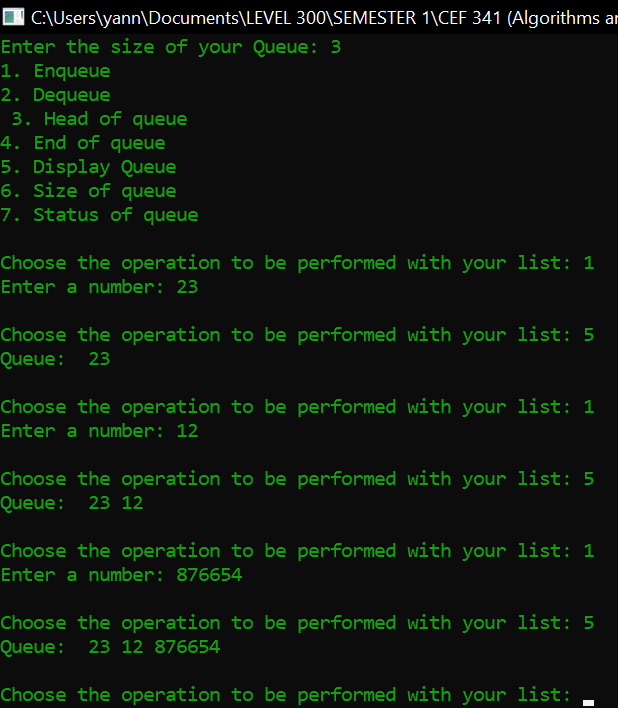 C:\Users\yann\Documents\LEVEL 300\SEMESTER 1\CEF 341 (Algorithms
Enter the size of your Queue: 3
1. Enqueue
2. Dequeue
 3. Head of queue
4. End of queue
5. Display Queue
6. Size of queue
7. Status of queue
Choose the operation to be performed with your list: 1
Enter a number: 23
Choose the operation to be performed with your list: 5
Queue:  23
Choose the operation to be performed with your list: 1
Enter a number: 12
Choose the operation to be performed with your list: 5
Queue:  23 12
Choose the operation to be performed with your list: 1
Enter a number: 876654
Choose the operation to be performed with your list: 5
Queue:  23 12 876654
Choose the operation to be performed with your list: